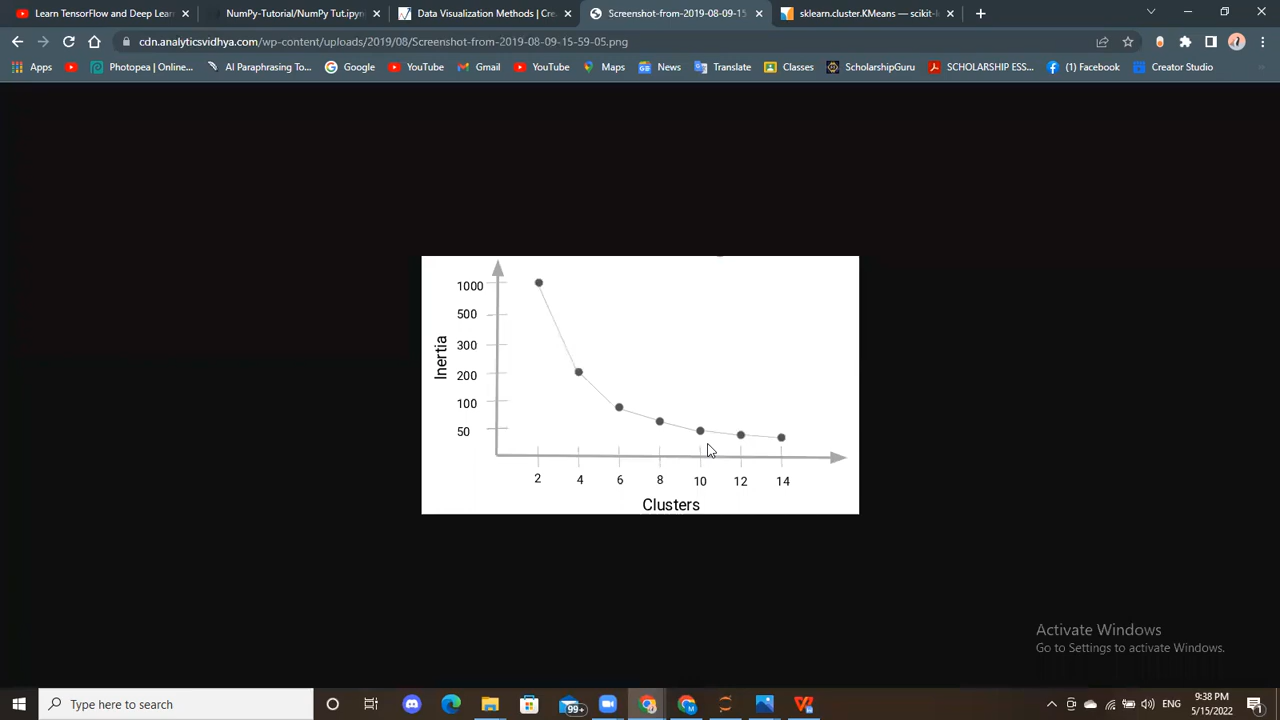 Learn TensorFlow and Deep Lear
NumPy-Tutorial/NumPy Tut.ipyn
Data Visualization Methods | Cre
Screenshot-from-2019-08-09-15
sklearn.cluster.KMeans — scikit-l
cdn.analyticsvidhya.com/wp-content/uploads/2019/08/Screenshot-from-2019-08-09-15-59-05.png
Apps
Photopea | Online...
AI Paraphrasing To...
Google
YouTube
Gmail
YouTube
Maps
News
Translate
Classes
ScholarshipGuru
SCHOLARSHIP ESS...
(1) Facebook
Creator Studio
1000
500
300
200
100
50
Inertia
2 4 6 8 10 12 14
Clusters
Activate Windows
Go to Settings to activate Windows.
Type here to search
99+
ENG
9:38 PM
5/15/2022